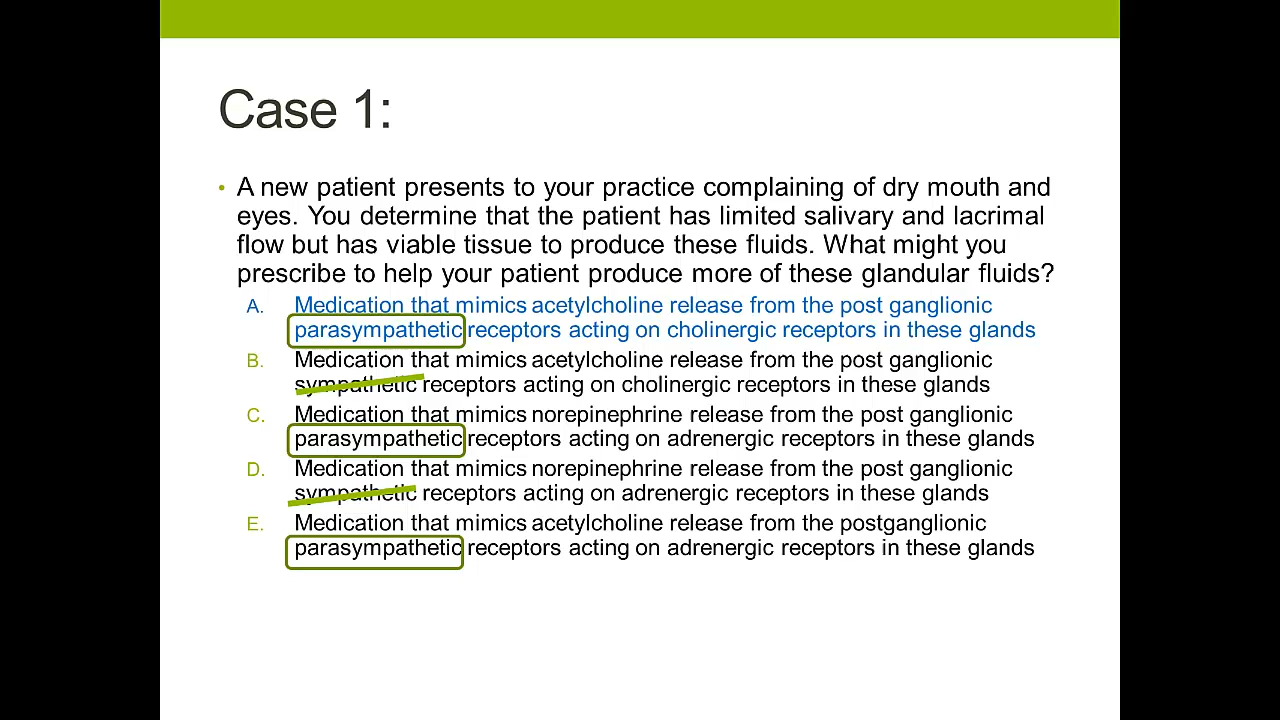 Case 1:
• A new patient presents to your practice complaining of dry mouth and
eyes. You determine that the patient has limited salivary and lacrimal
flow but has viable tissue to produce these fluids. What might you
prescribe to help your patient produce more of these glandular fluids?
A. Medication that mimics acetylcholine release from the post ganglionic
parasympathetic receptors acting on cholinergic receptors in these glands
B. Medication that mimics acetylcholine release from the post ganglionic
sympathetic receptors acting on cholinergic receptors in these glands
C. Medication that mimics norepinephrine release from the post ganglionic
parasympathetic receptors acting on adrenergic receptors in these glands
D. Medication that mimics norepinephrine release from the post ganglionic
sympathetic receptors acting on adrenergic receptors in these glands
E. Medication that mimics acetylcholine release from the postganglionic
parasympathetic receptors acting on adrenergic receptors in these glands